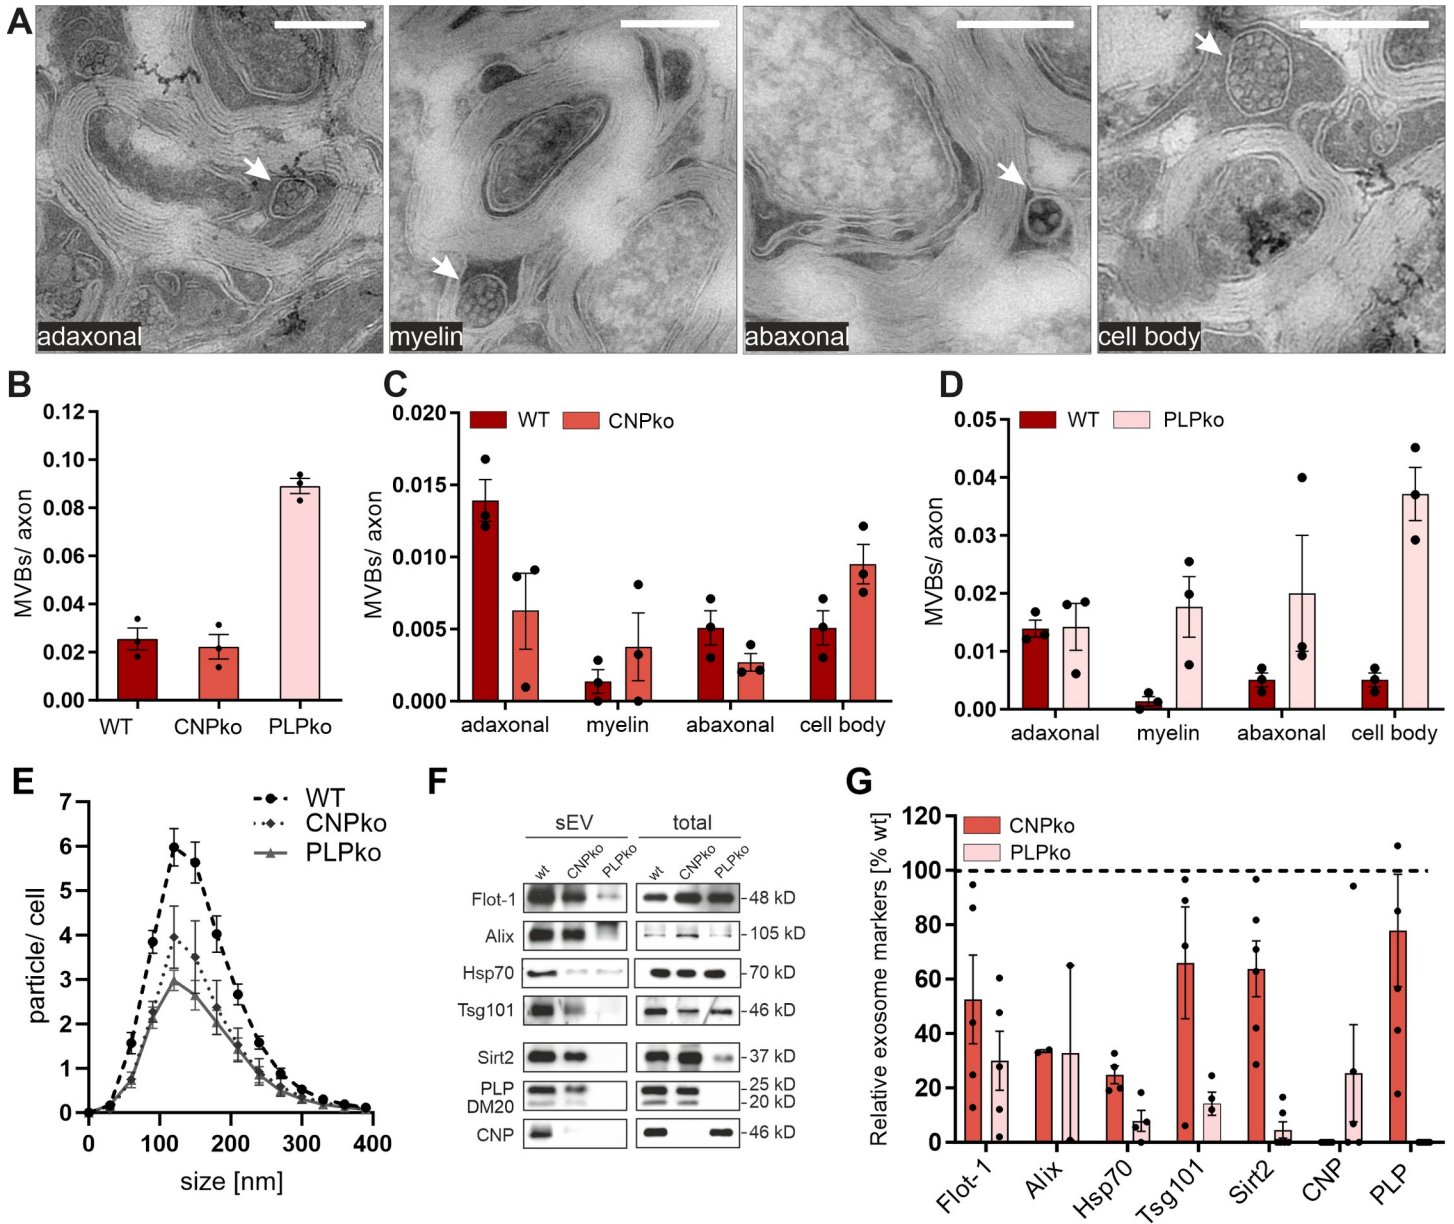 A
adaxonal
myelin
abaxonal
cell body
B
MVBs/ axon
0.12
0.10
0.08
0.06
0.04
0.02
0.00
WT
CNPko
PLPko
C
WT
CNPko
MVBs/ axon
0.020
0.015
0.010
0.005
0.000
adaxonal
myelin
abaxonal
cell body
D
WT
PLPko
MVBs/ axon
0.05
0.04
0.03
0.02
0.01
0.00
adaxonal
myelin
abaxonal
cell body
E
WT
CNPko
PLPko
particle/ cell
7
6
5
4
3
2
1
0
0
100
200
300
400
size [nm]
F
sEV
total
wt
CNPko
PLPko
wt
CNPko
PLPko
Flot-1
-48 kD
Alix
-105 kD
Hsp70
-70 kD
Tsg101
-46 kD
Sirt2
-37 kD
PLP
-25 kD
DM20
-20 kD
CNP
-46 kD
G
CNPko
PLPko
Relative exosome markers [% wt]
120
100
80
60
40
20
0
Flot-1
Alix
Hsp70
Tsg101
Sirt2
CNP
PLP